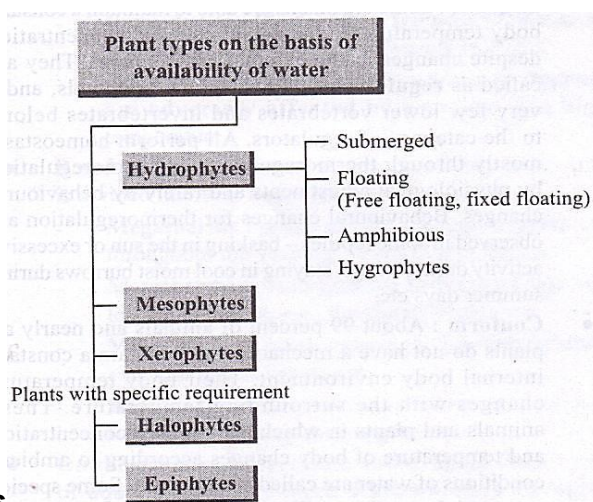 Plant types on the basis of
availability of water
Hydrophytes
Submerged
Floating
(Free floating, fixed floating)
Amphibious
Hygrophytes
Mesophytes
Xerophytes
Plants with specific requirement
Halophytes
Epiphytes